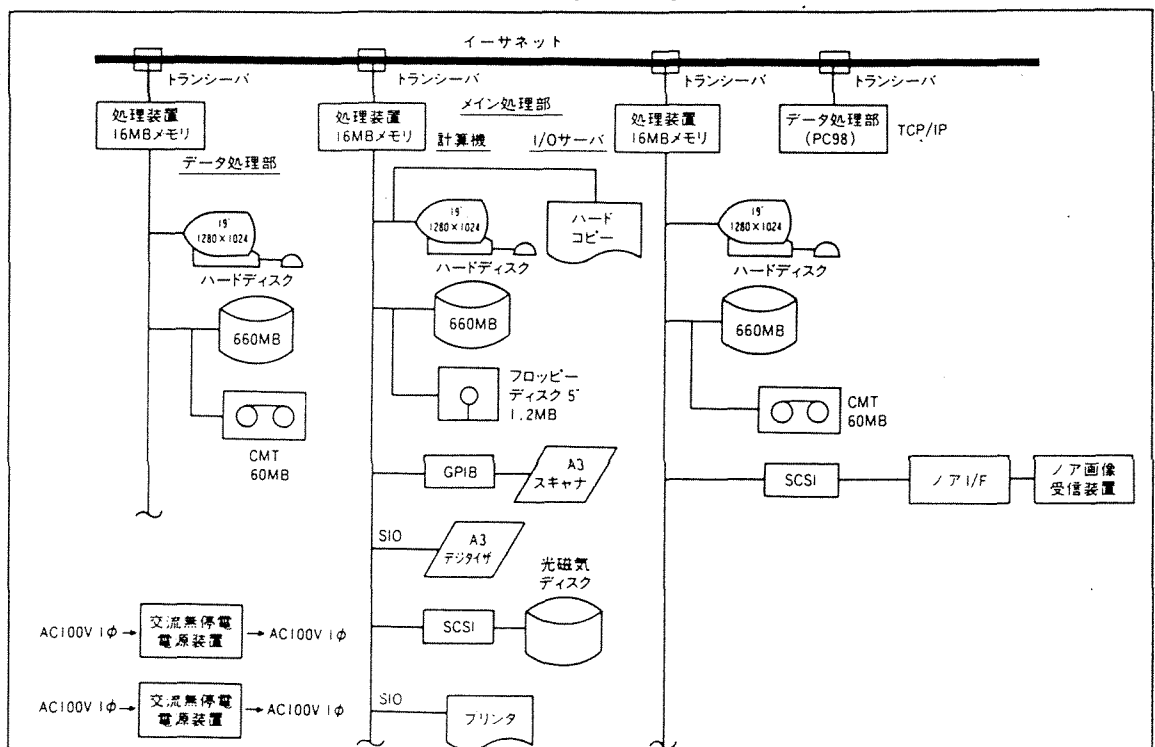 イーサネット
トランシーバ
トランシーバ
トランシーバ
トランシーバ
処理装置
16MBメモリ
処理装置
16MBメモリ
メイン処理部
計算機
I/Oサーバ
処理装置
16MBメモリ
データ処理部
(PC98)
TCP/IP
データ処理部
19"
1280×1024
ハードディスク
660MB
CMT
60MB
19"
1280×1024
ハードディスク
ハード
コピー
660MB
フロッピー
ディスク 5"
1.2MB
GPIB
A3
スキャナ
SIO
A3
デジタイザ
光磁気
ディスク
SCSI
SIO
プリンタ
19"
1280×1024
ハードディスク
660MB
CMT
60MB
SCSI
ノア I/F
ノア画像
受信装置
AC100V 1φ
交流無停電
電源装置
AC100V 1φ
AC100V 1φ
交流無停電
電源装置
AC100V 1φ